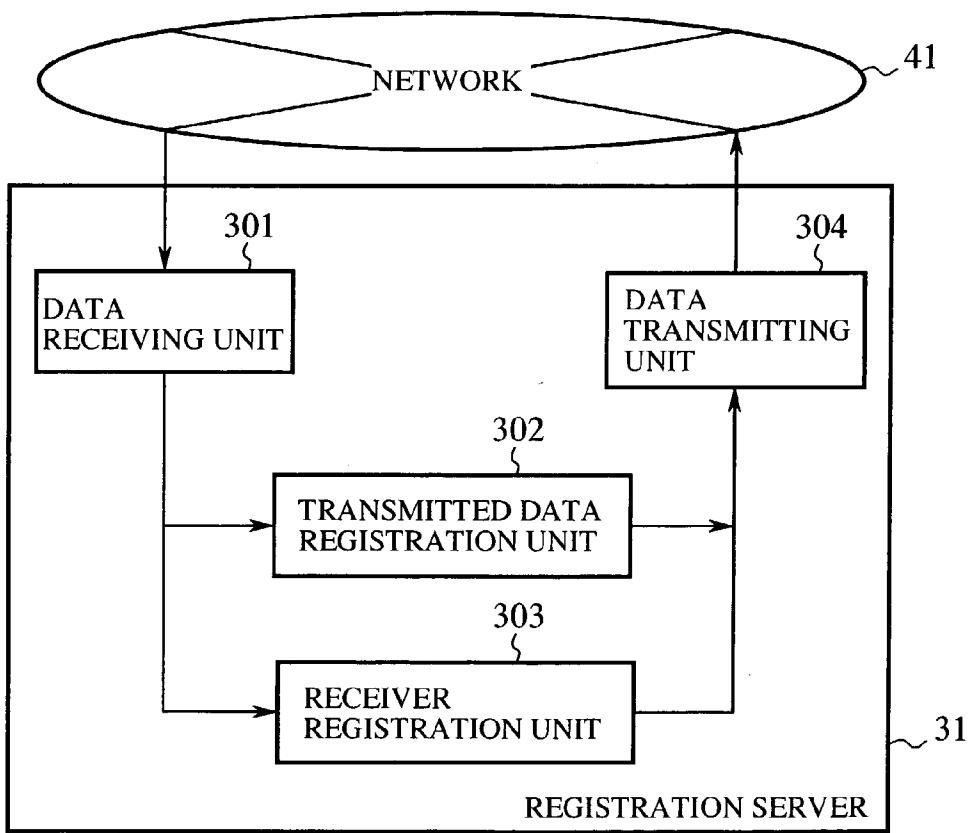 NETWORK
41
301
304
DATA
RECEIVING UNIT
DATA
TRANSMITTING
UNIT
302
TRANSMITTED DATA
REGISTRATION UNIT
303
RECEIVER
REGISTRATION UNIT
31
REGISTRATION SERVER